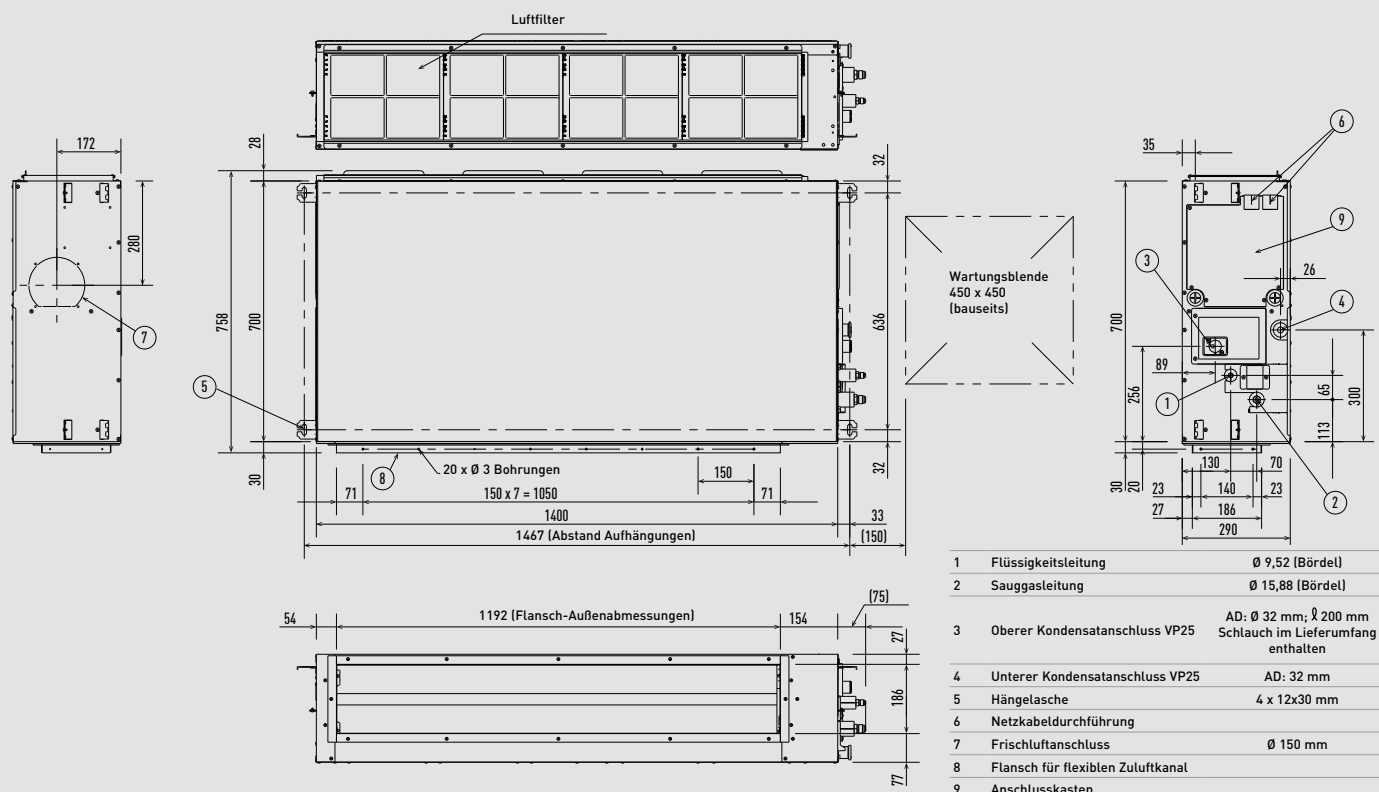 Luftfilter
172
280
7
28
758
700
30
5
8
20 x Ø 3 Bohrungen
71
150 x 7 = 1050
150
71
1400
33
1467 (Abstand Aufhängungen)
(150)
32
636
32
Wartungsblende
450 x 450
(bauseits)
35
6
9
3
26
4
700
89
256
1
65
113
300
30
20
130
70
23
140
23
27
186
290
2
54
1192 (Flansch-Außenabmessungen)
154
(75)
27
186
77
1 Flüssigkeitsleitung Ø 9,52 (Bördel)
2 Sauggasleitung Ø 15,88 (Bördel)
3 Oberer Kondensatanschluss VP25 AD: Ø 32 mm; ℓ 200 mm
Schlauch im Lieferumfang
enthalten
4 Unterer Kondensatanschluss VP25 AD: 32 mm
5 Hängelasche 4 x 12x30 mm
6 Netzkabeldurchführung
7 Frischluftanschluss Ø 150 mm
8 Flansch für flexiblen Zuluftkanal
9 Anschlusskasten